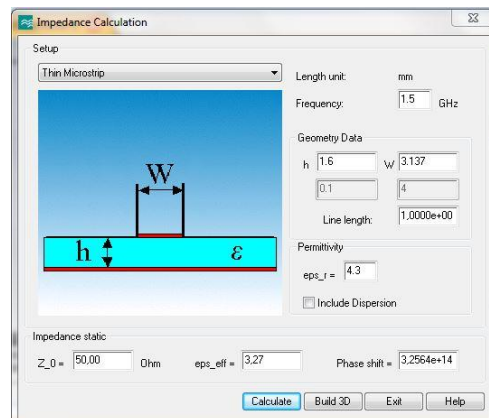 Impedance Calculation
Setup
Thin Microstrip
Length unit: mm
Frequency: 1.5 GHz
W
h
ε
Geometry Data
h 1.6 W 3.137
0.1 4
Line length: 1,0000e+00
Permittivity
eps_r = 4.3
Include Dispersion
Impedance static
Z_0 = 50,00 Ohm eps_eff = 3,27 Phase shift = 3,2564e+14
Calculate Build 3D Exit Help